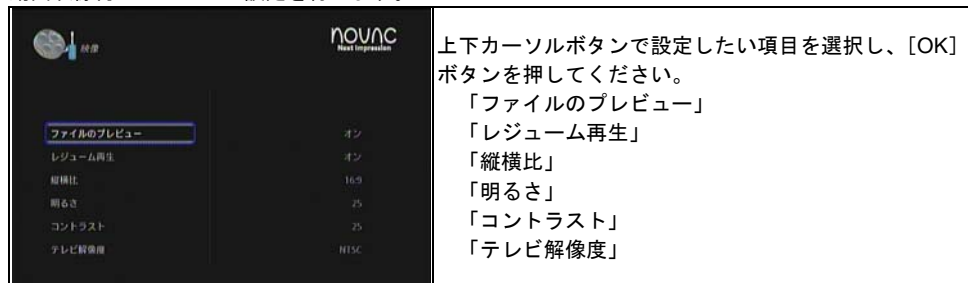 映像
novac
Next Impression
ファイルのプレビュー オン
レジューム再生 オン
縦横比 16:9
明るさ 25
コントラスト 25
テレビ解像度 NTSC
上下カーソルボタンで設定したい項目を選択し、[OK]
ボタンを押してください。
「ファイルのプレビュー」
「レジューム再生」
「縦横比」
「明るさ」
「コントラスト」
「テレビ解像度」